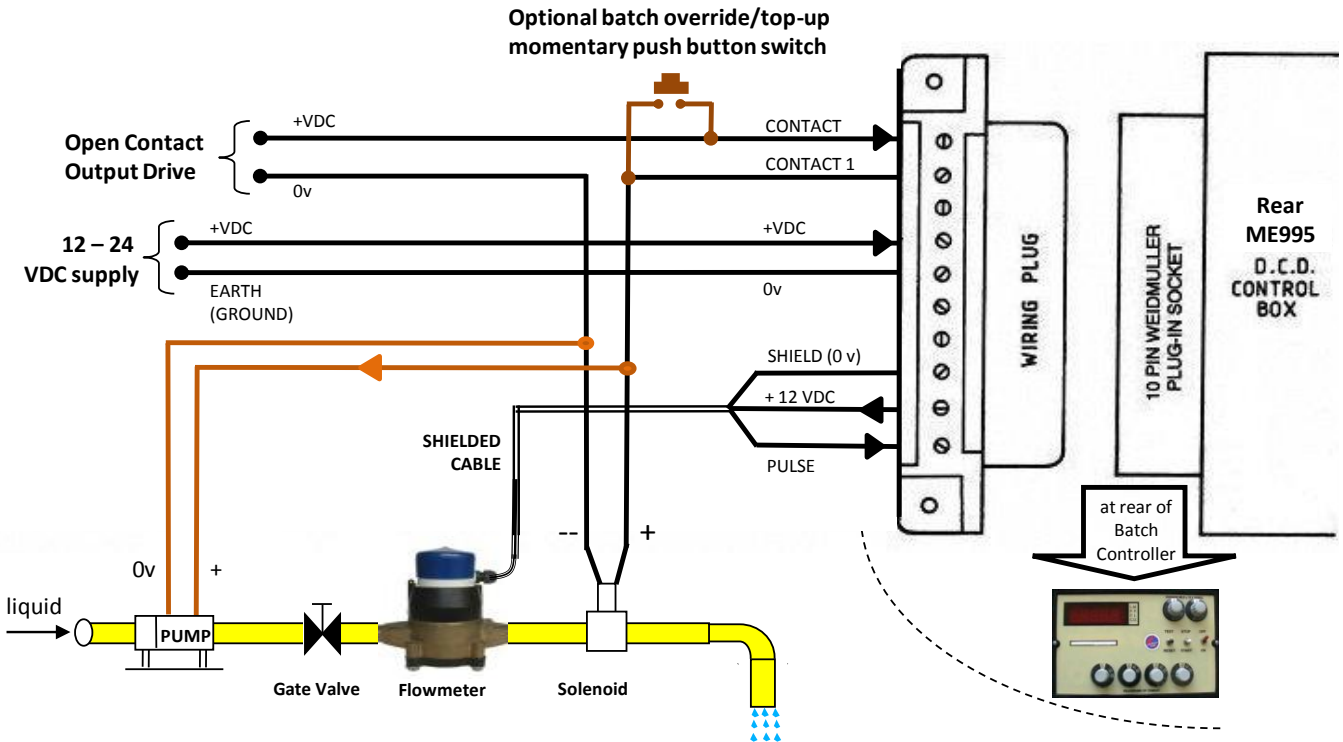 Optional batch override/top-up
momentary push button switch
Open Contact
Output Drive
+VDC
0v
CONTACT
CONTACT 1
12 – 24
VDC supply
+VDC
EARTH
(GROUND)
+VDC
0v
SHIELD (0 v)
+ 12 VDC
PULSE
SHIELDED
CABLE
WIRING PLUG
10 PIN WEIDMULLER
PLUG-IN SOCKET
Rear
ME995
D.C.D.
CONTROL
BOX
at rear of
Batch
Controller
--
+
0v
+
liquid
PUMP
Gate Valve
Flowmeter
Solenoid